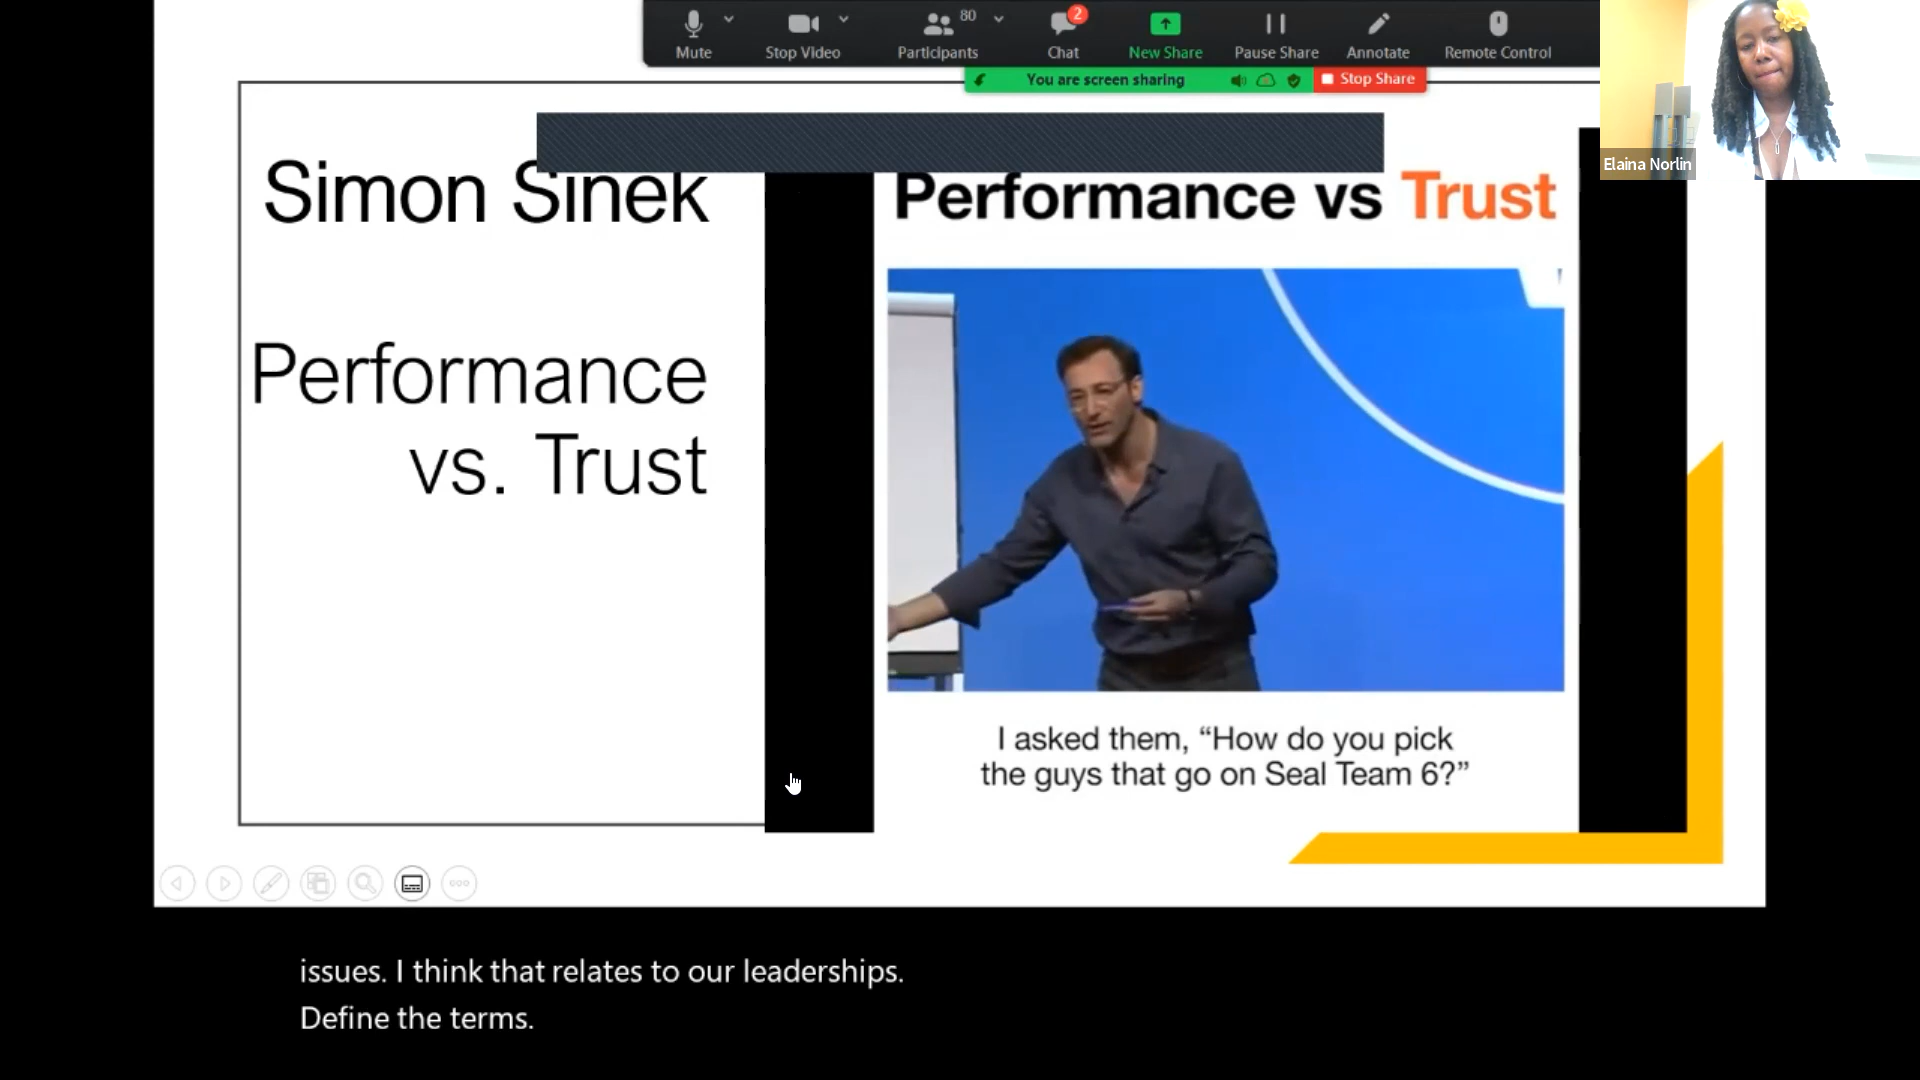 80
2
Mute
Stop Video
Participants
Chat
New Share
Pause Share
Annotate
Remote Control
You are screen sharing
Stop Share
Elaina Norlin
Simon Sinek
Performance
vs. Trust
Performance vs Trust
I asked them, “How do you pick
the guys that go on Seal Team 6?”
issues. I think that relates to our leaderships.
Define the terms.